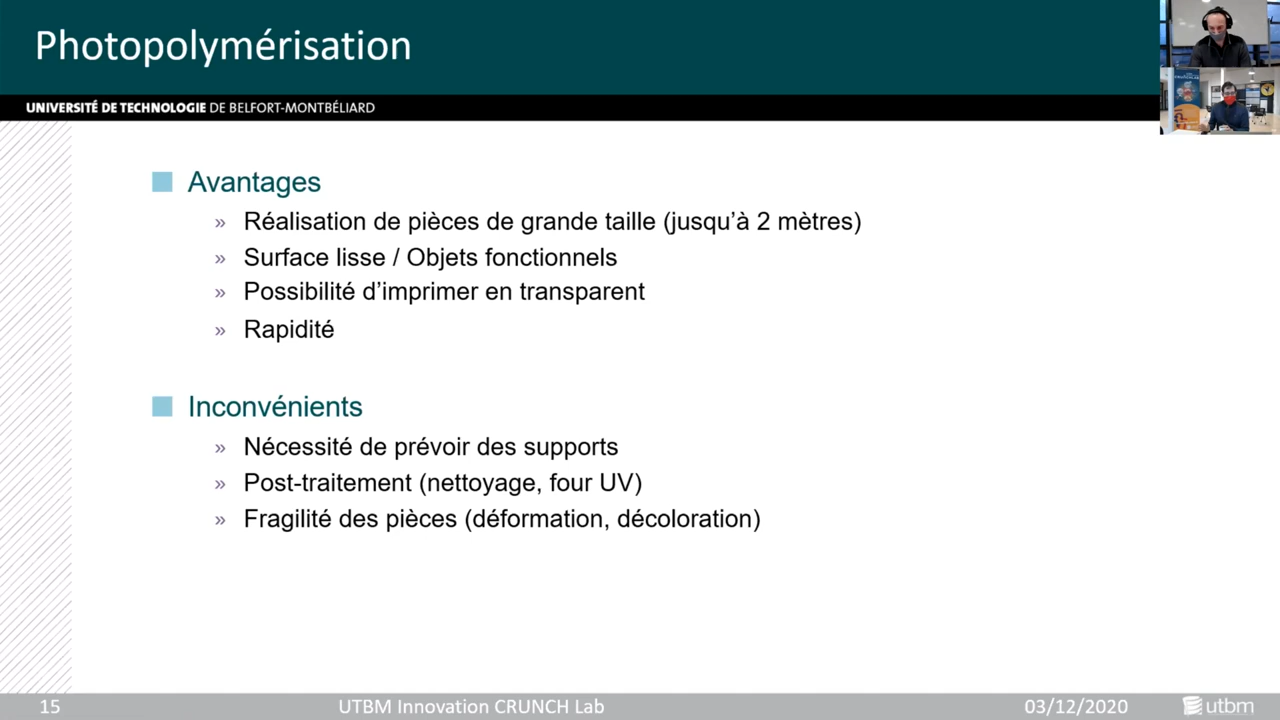 Photopolymérisation
UNIVERSITÉ DE TECHNOLOGIE DE BELFORT-MONTBÉLIARD
Avantages
» Réalisation de pièces de grande taille (jusqu’à 2 mètres)
» Surface lisse / Objets fonctionnels
» Possibilité d’imprimer en transparent
» Rapidité
Inconvénients
» Nécessité de prévoir des supports
» Post-traitement (nettoyage, four UV)
» Fragilité des pièces (déformation, décoloration)
15 UTBM Innovation CRUNCH Lab 03/12/2020 utbm